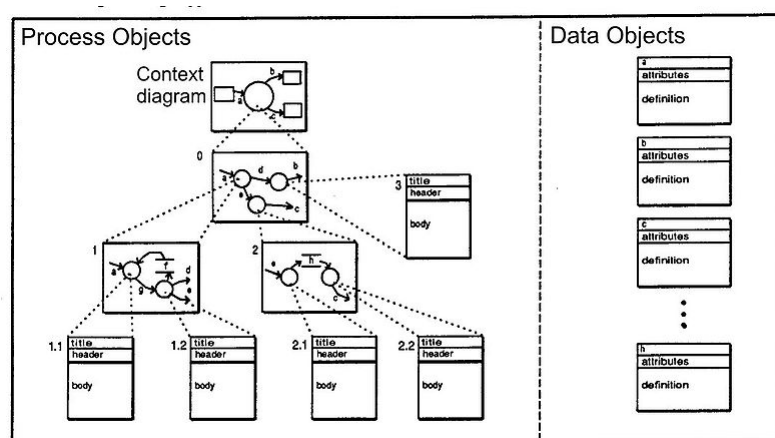 Process Objects
Data Objects
Context
diagram
a
b
c
0
a
d
b
e
c
3
title
header
body
1
a
f
g
d
e
2
e
h
c
1.1
title
header
body
1.2
title
header
body
2.1
title
header
body
2.2
title
header
body
a
attributes
definition
b
attributes
definition
c
attributes
definition
h
attributes
definition